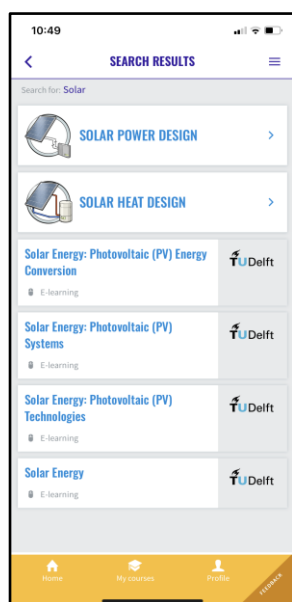 10:49
SEARCH RESULTS
Search for: Solar
SOLAR POWER DESIGN
SOLAR HEAT DESIGN
Solar Energy: Photovoltaic (PV) Energy
Conversion
TUDelft
E-learning
Solar Energy: Photovoltaic (PV)
Systems
TUDelft
E-learning
Solar Energy: Photovoltaic (PV)
Technologies
TUDelft
E-learning
Solar Energy
TUDelft
E-learning
Home
My courses
Profile
FEEDBACK